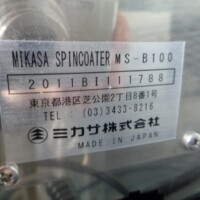 MIKASA SPINCOATER MS-B100
2011BI111788
東京都港区芝公園2丁目8番1号
TEL (03)3433-8216
ミカサ株式会社
MADE IN JAPAN